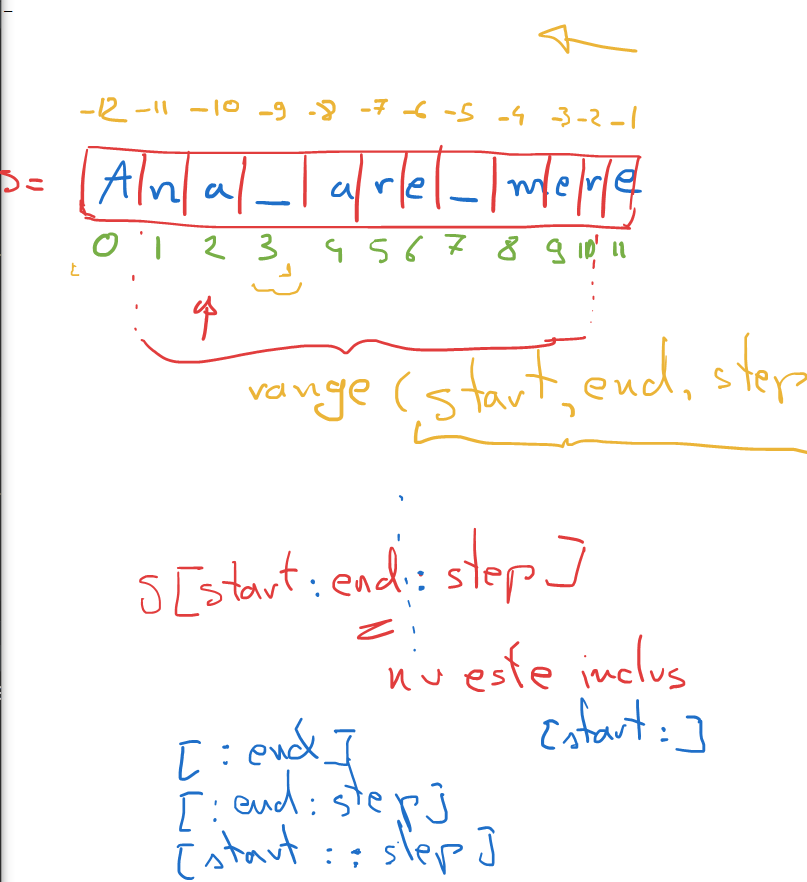 -12 -11 -10 -9 -8 -7 -6 -5 -4 -3 -2 -1
s= A n a _ a r e _ m e r e
0 1 2 3 4 5 6 7 8 9 10 11
range (start, end, step
s[start:end:step]
nu este inclus
[start:]
[:end]
[:end:step]
[start::step]